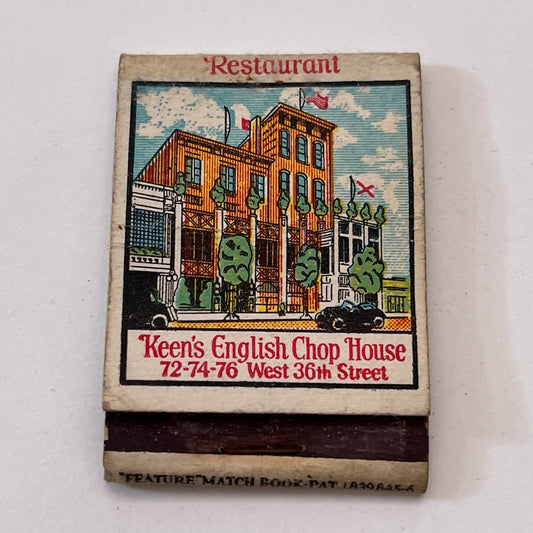 Restaurant
Keen's English Chop House
72-74-76 West 36th Street
"FEATURE" MATCH BOOK-PAT.